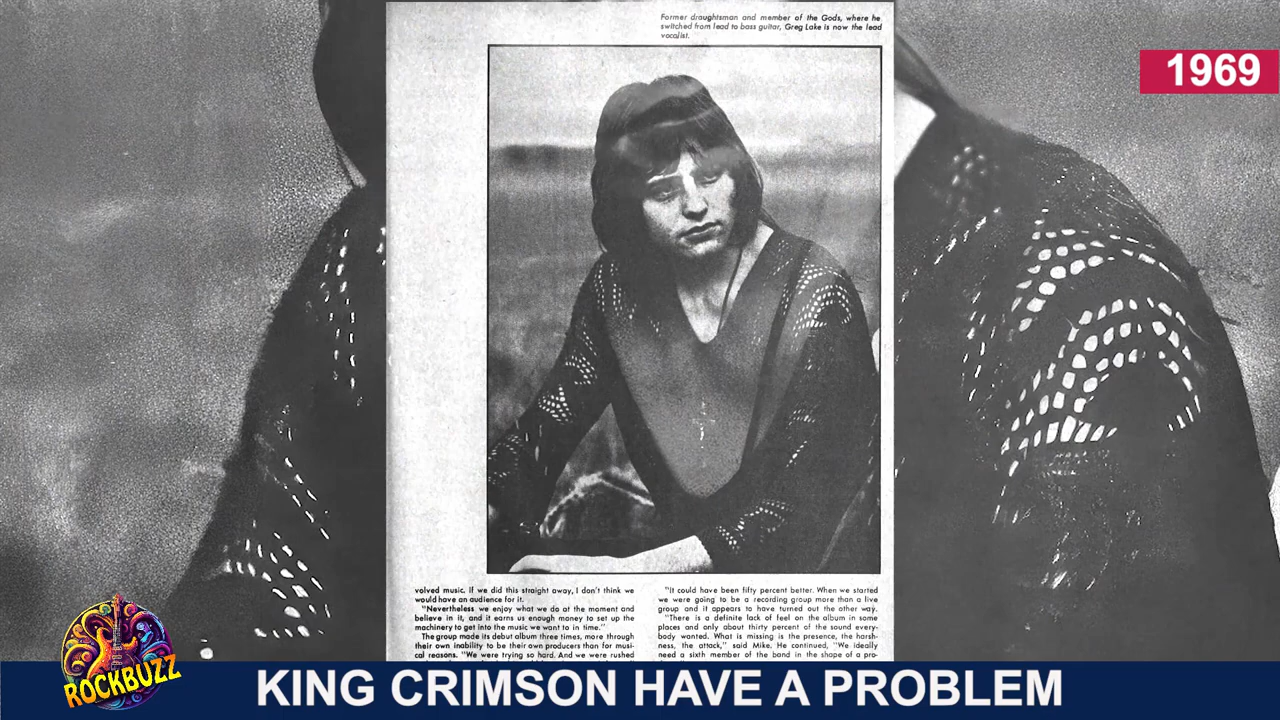 Former draughtsman and member of the Gods, where he
switched from lead to bass guitar, Greg Lake is now the lead
vocalist.
1969
volved music. If we did this straight away, I don't think we
would have an audience for it.
"Nevertheless we enjoy what we do at the moment and
believe in it, and it earns us enough money to set up the
machinery to get into the music we want to in time."
The group made its debut album three times, more through
their own inability to be their own producers than for musi-
cal reasons. "We were trying so hard. And we were rushed
"It could have been fifty percent better. When we started
we were going to be a recording group more than a live
group and it appears to have turned out the other way.
"There is a definite lack of feel on the album in some
places and only about thirty percent of the sound every-
body wanted. What is missing is the presence, the harsh-
ness, the attack," said Mike. He continued, "We ideally
need a sixth member of the band in the shape of a pro-
ROCKBUZZ
KING CRIMSON HAVE A PROBLEM